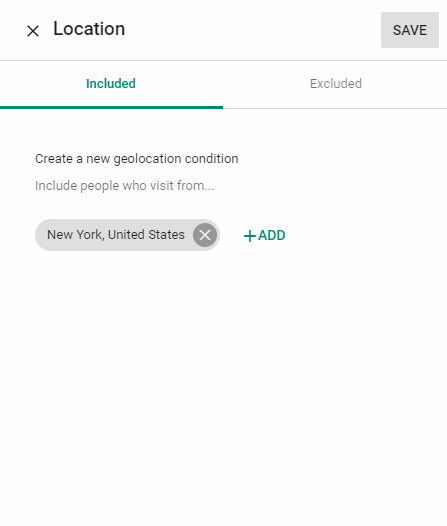 Location
SAVE
Included
Excluded
Create a new geolocation condition
Include people who visit from...
New York, United States
ADD